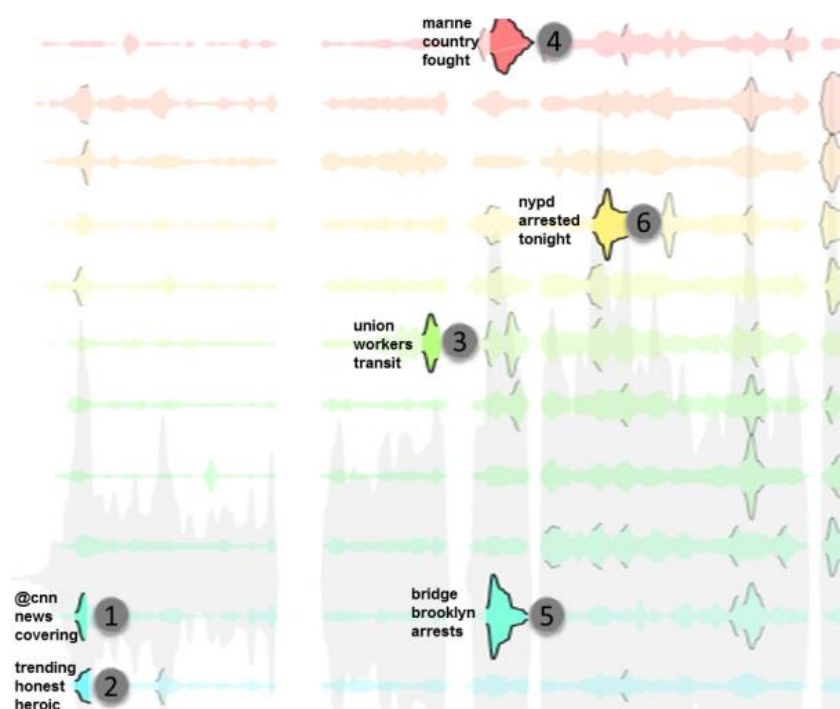 marine
country
fought
4
nypd
arrested
tonight
6
union
workers
transit
3
@cnn
news
covering
1
bridge
brooklyn
arrests
5
trending
honest
heroic
2